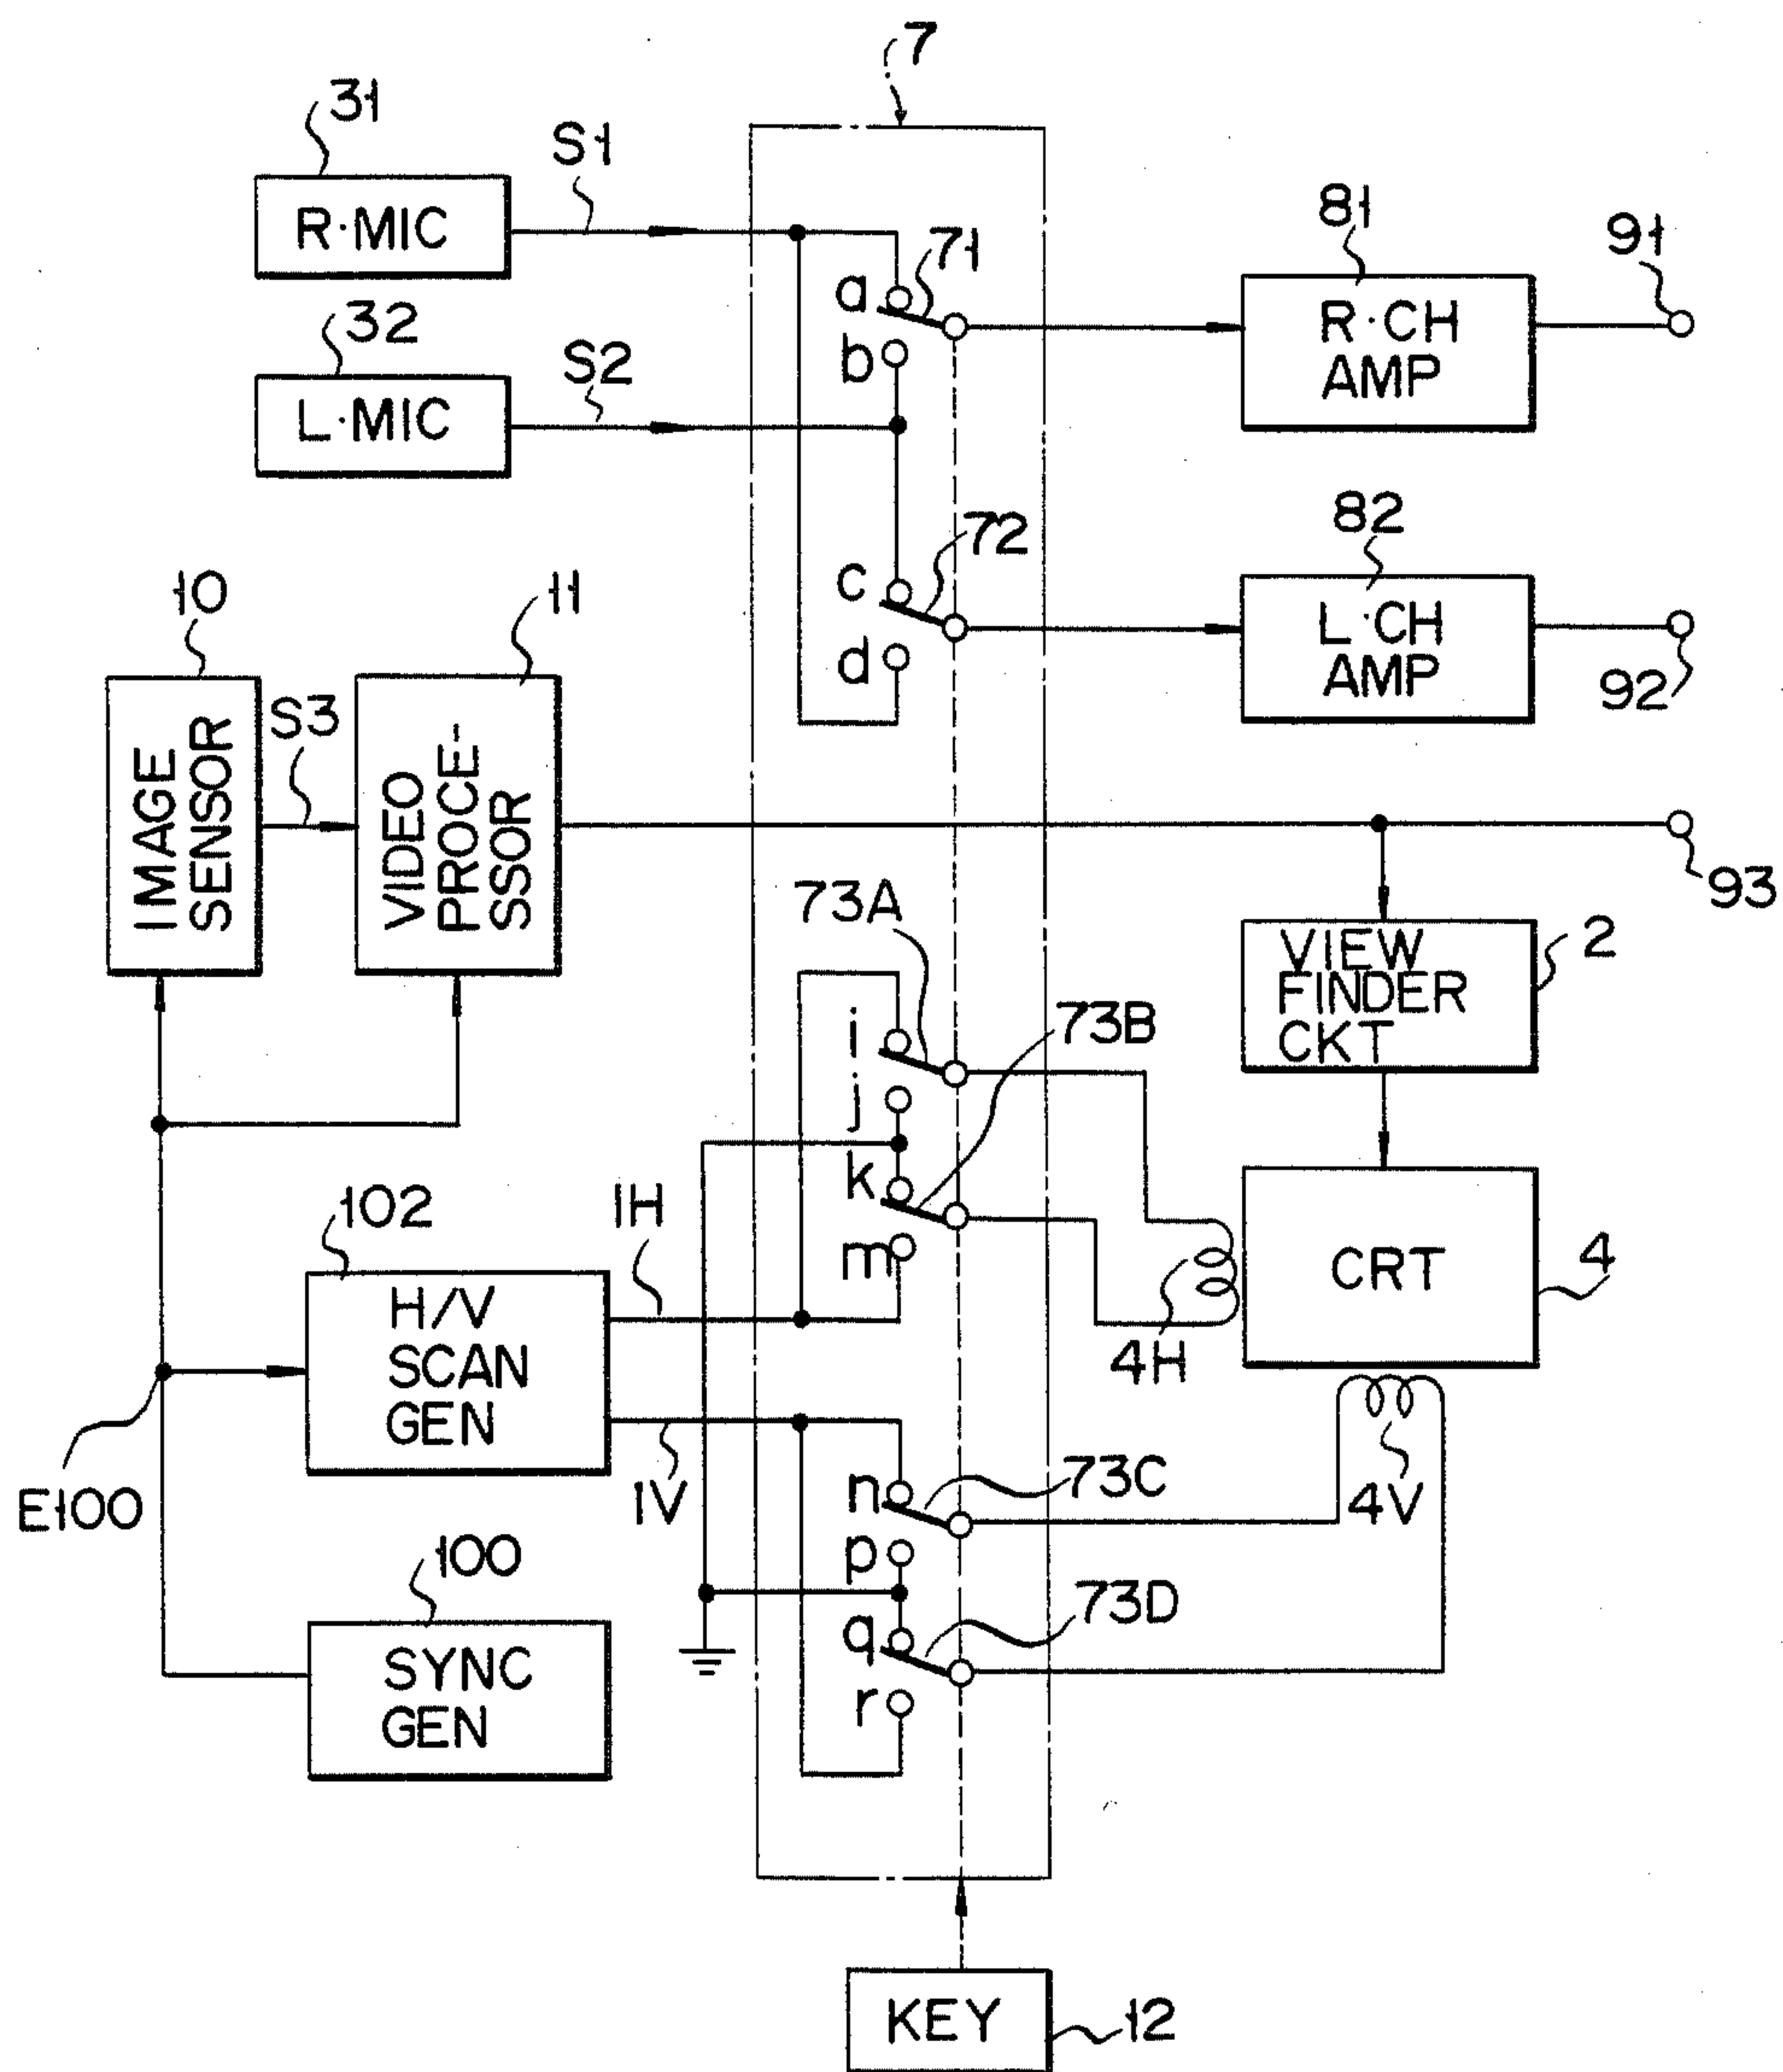 7
31
S1
R·MIC
71
81
91
a
R·CH
AMP
32
b
S2
L·MIC
72
82
c
L·CH
AMP
d
92
10
11
S3
IMAGE
SENSOR
VIDEO
PROCE-
SSOR
93
73A
VIEW
FINDER
CKT
2
73B
i
j
k
m
102
1H
H/V
SCAN
GEN
4H
CRT
4
1V
n
73C
4V
E100
p
100
73D
q
SYNC
GEN
r
KEY
12